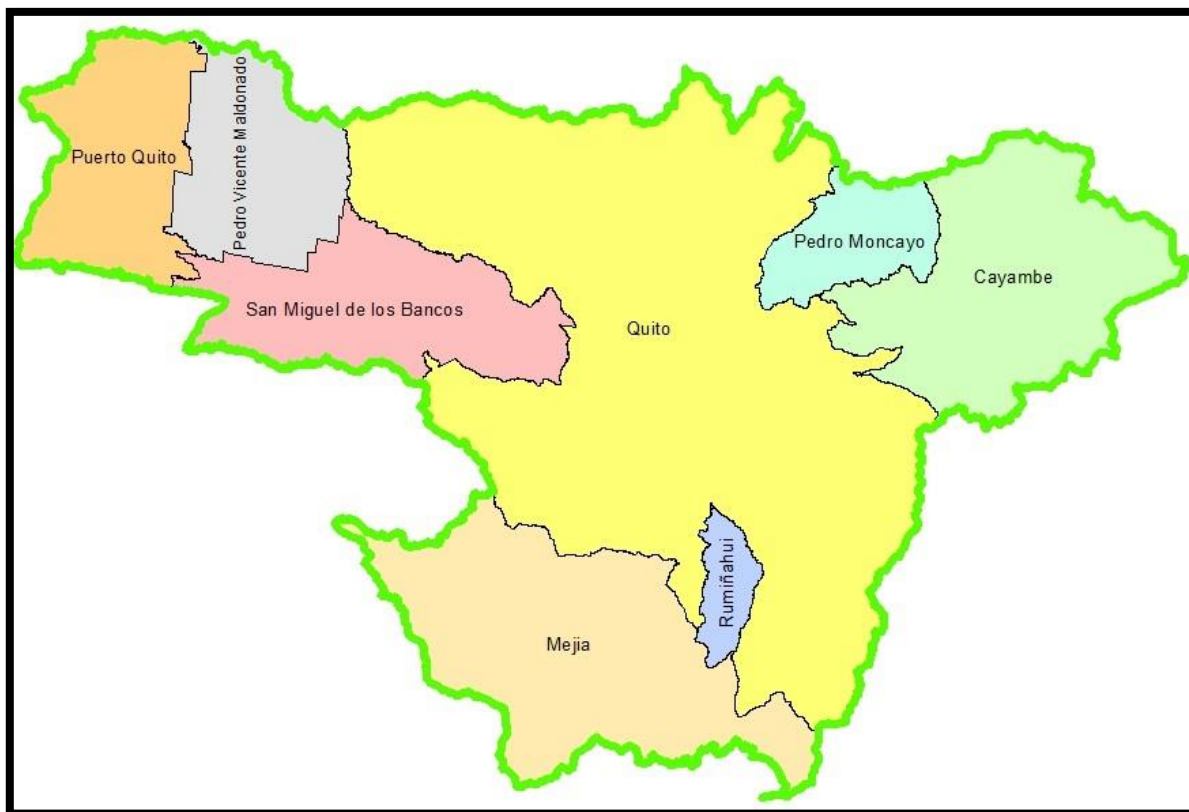 Puerto Quito
Pedro Vicente Maldonado
San Miguel de los Bancos
Quito
Pedro Moncayo
Cayambe
Rumiñahui
Mejia